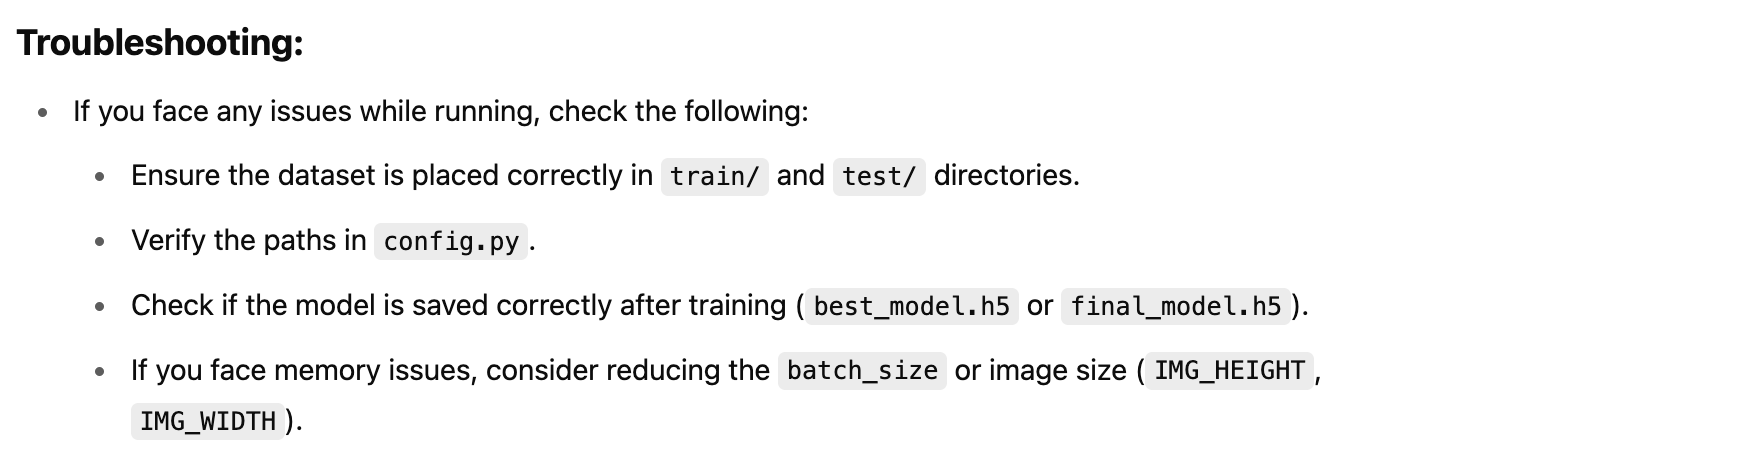 Troubleshooting:
• If you face any issues while running, check the following:
• Ensure the dataset is placed correctly in train/ and test/ directories.
• Verify the paths in config.py.
• Check if the model is saved correctly after training (best_model.h5 or final_model.h5).
• If you face memory issues, consider reducing the batch_size or image size (IMG_HEIGHT,
IMG_WIDTH).